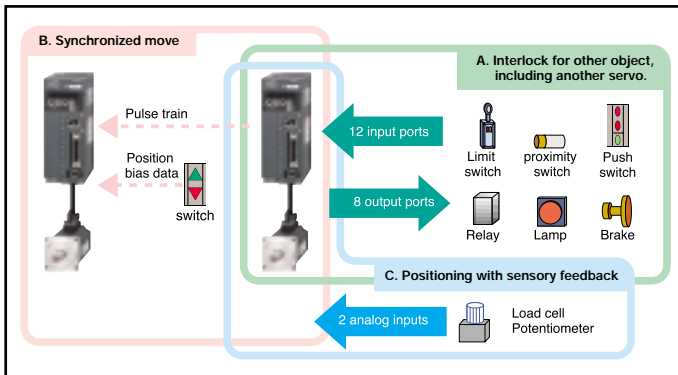 B. Synchronized move
A. Interlock for other object,
including another servo.
Pulse train
12 input ports
Position
bias data
switch
Limit
switch
proximity
switch
Push
switch
8 output ports
Relay
Lamp
Brake
C. Positioning with sensory feedback
2 analog inputs
Load cell
Potentiometer